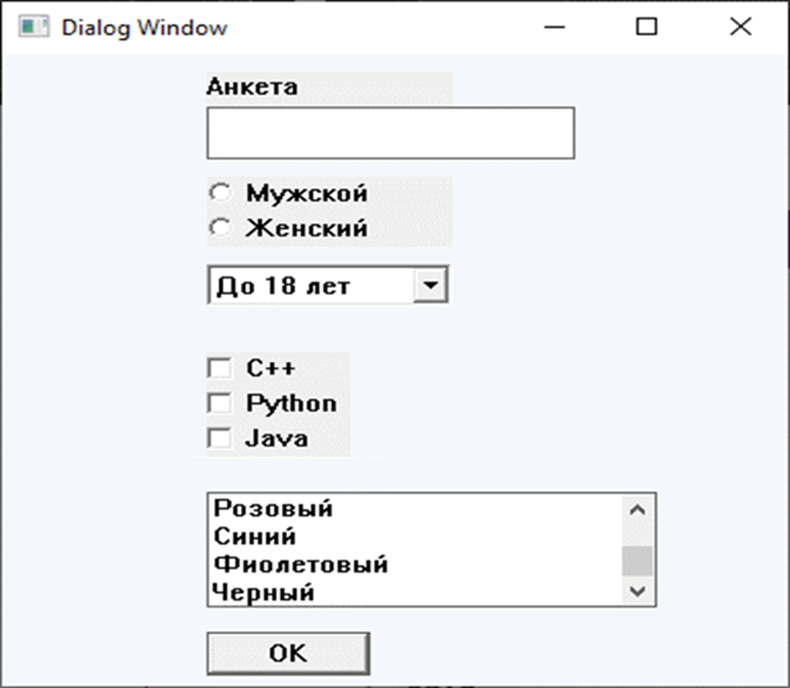 Dialog Window
Анкета
Мужской
Женский
До 18 лет
C++
Python
Java
Розовый
Синий
Фиолетовый
Черный
OK